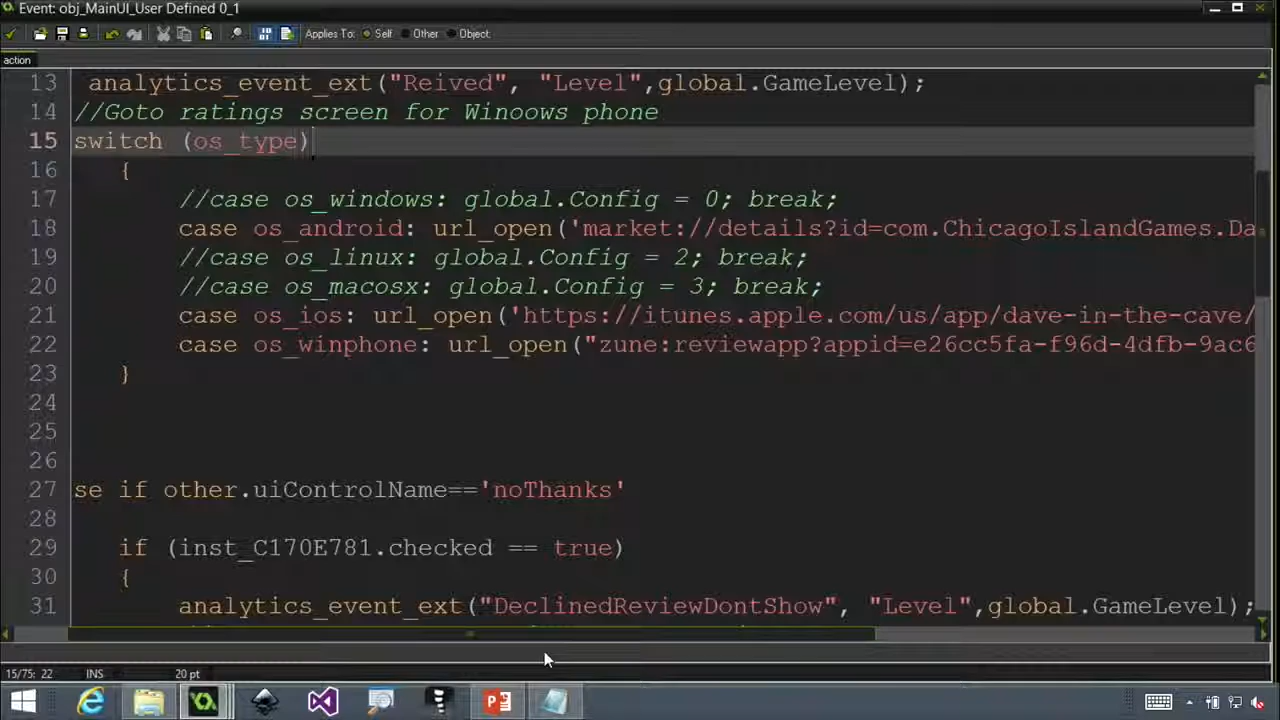 Event: obj_MainUI_User Defined 0_1
Applies To: Self Other Object:
action
13 analytics_event_ext("Reived", "Level",global.GameLevel);
14 //Goto ratings screen for Winoows phone
15 switch (os_type)
16 {
17 //case os_windows: global.Config = 0; break;
18 case os_android: url_open('market://details?id=com.ChicagoIslandGames.Da
19 //case os_linux: global.Config = 2; break;
20 //case os_macosx: global.Config = 3; break;
21 case os_ios: url_open('https://itunes.apple.com/us/app/dave-in-the-cave/
22 case os_winphone: url_open("zune:reviewapp?appid=e26cc5fa-f96d-4dfb-9ac6
23 }
24
25
26
27 se if other.uiControlName=='noThanks'
28
29 if (inst_C170E781.checked == true)
30 {
31 analytics_event_ext("DeclinedReviewDontShow", "Level",global.GameLevel);
15/75: 22 INS 20 pt